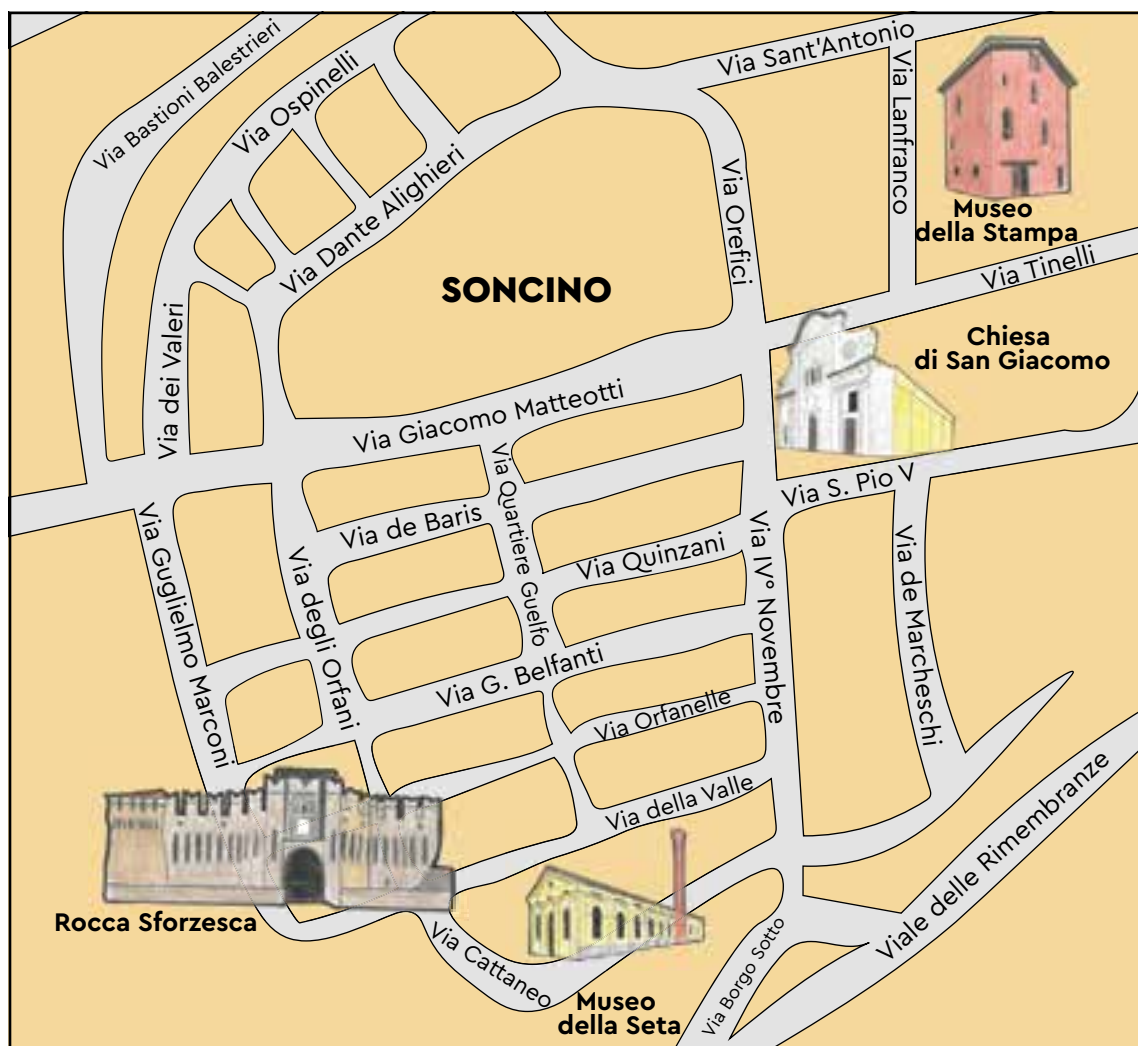 Via Bastioni Balestrieri
Via Ospinelli
Via Sant'Antonio
Via Lanfranco
Museo
della Stampa
Via Dante Alighieri
Via Orefici
SONCINO
Via Tinelli
Via dei Valeri
Chiesa
di San Giacomo
Via Giacomo Matteotti
Via Quartiere Guelfo
Via S. Pio V
Via de Baris
Via Quinzani
Via IV° Novembre
Via de Marcheschi
Via Guglielmo Marconi
Via degli Orfani
Via G. Belfanti
Via Orfanelle
Via della Valle
Viale delle Rimembranze
Rocca Sforzesca
Via Cattaneo
Via Borgo Sotto
Museo
della Seta